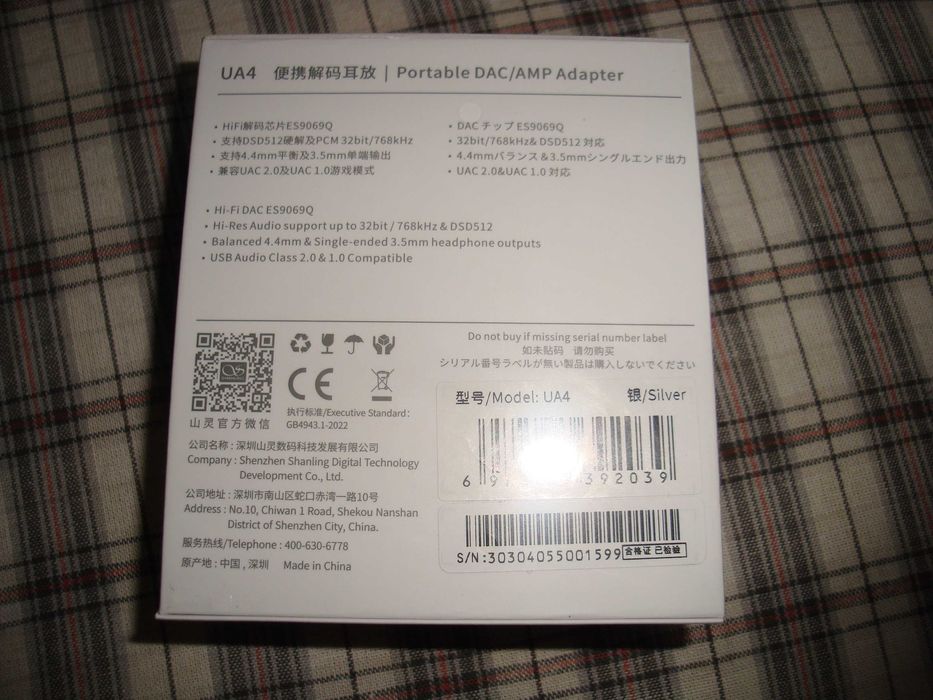 UA4 便携解码耳放 | Portable DAC/AMP Adapter
• HiFi解码芯片ES9069Q
• 支持DSD512硬解及PCM 32bit/768kHz
• 支持4.4mm平衡及3.5mm单端输出
• 兼容UAC 2.0及UAC 1.0游戏模式
• DAC チップ ES9069Q
• 32bit/768kHz& DSD512 対応
• 4.4mmバランス&3.5mmシングルエンド出力
• UAC 2.0&UAC 1.0 対応
• Hi-Fi DAC ES9069Q
• Hi-Res Audio support up to 32bit / 768kHz & DSD512
• Balanced 4.4mm & Single-ended 3.5mm headphone outputs
• USB Audio Class 2.0 & 1.0 Compatible
山灵官方微信
CE
执行标准/Executive Standard:
GB4943.1-2022
公司名称：深圳山灵数码科技发展有限公司
Company : Shenzhen Shanling Digital Technology
Development Co., Ltd.
公司地址：深圳市南山区蛇口赤湾一路10号
Address : No.10, Chiwan 1 Road, Shekou Nanshan
District of Shenzhen City, China.
服务热线/Telephone : 400-630-6778
原产地：中国，深圳 Made in China
Do not buy if missing serial number label
如未贴码 请勿购买
シリアル番号ラベルが無い製品は購入しないでください
型号/Model: UA4 银/Silver
392039
S/N:30304055001599 合格证 已检验